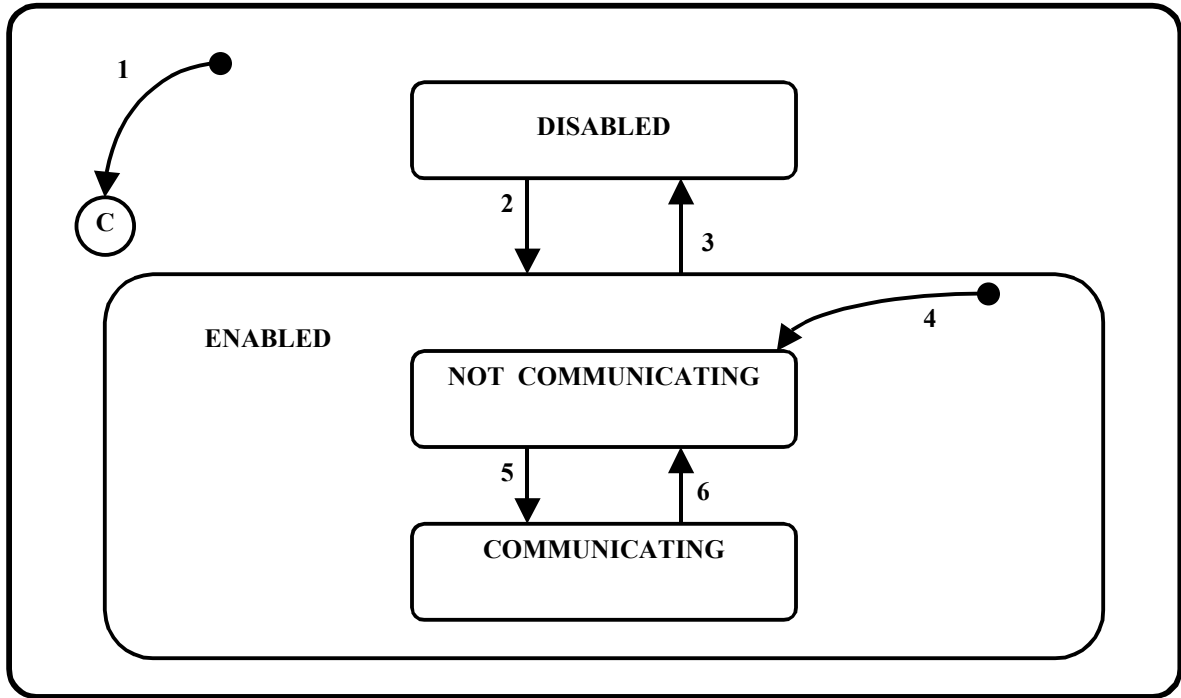 1
DISABLED
C
2
3
4
ENABLED
NOT COMMUNICATING
5
6
COMMUNICATING